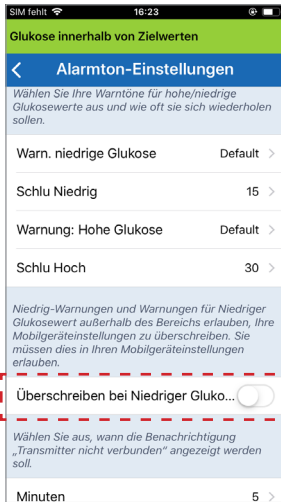 SIM fehlt 16:23
Glukose innerhalb von Zielwerten
Alarmton-Einstellungen
Wählen Sie Ihre Warntöne für hohe/niedrige
Glukosewerte aus und wie oft sie sich wiederholen
sollen.
Warn. niedrige Glukose Default
Schlu Niedrig 15
Warnung: Hohe Glukose Default
Schlu Hoch 30
Niedrig-Warnungen und Warnungen für Niedriger
Glukosewert außerhalb des Bereichs erlauben, Ihre
Mobilgeräteinstellungen zu überschreiben. Sie
müssen dies in Ihren Mobilgeräteinstellungen
erlauben.
Überschreiben bei Niedriger Gluko...
Wählen Sie aus, wann die Benachrichtigung
„Transmitter nicht verbunden" angezeigt werden
soll.
Minuten 5